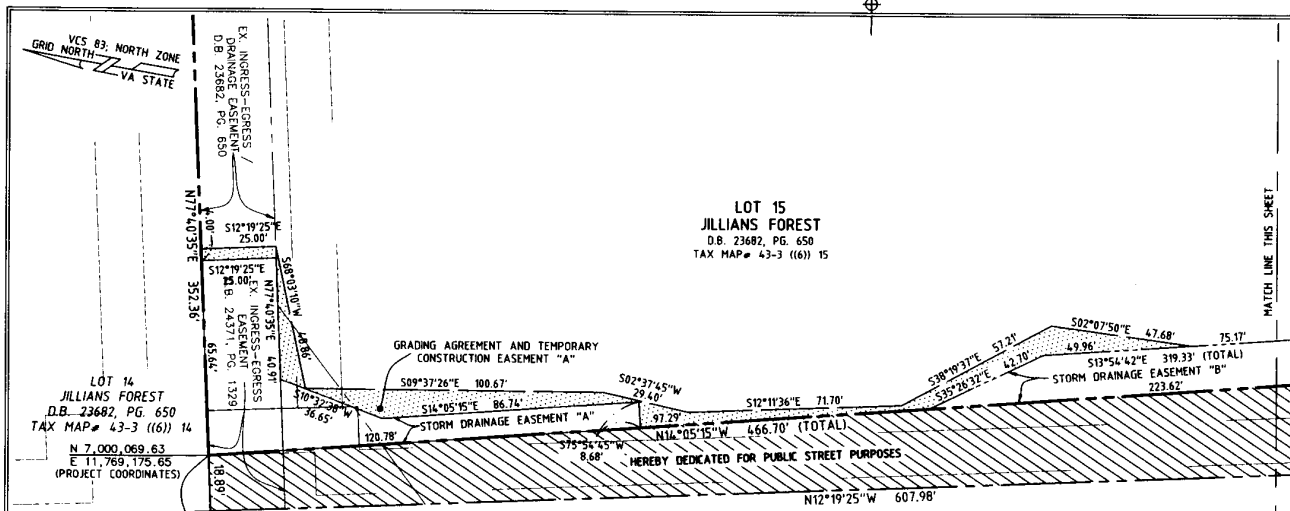 VCS 83; NORTH ZONE
GRID NORTH
VA STATE
EX. INGRESS-EGRESS /
DRAINAGE EASEMENT
D.B. 23682, PG. 650
N77°40'35"E 352.36'
4.00'
S12°19'25"E
25.00'
S12°19'25"E
25.00'
EX. INGRESS-EGRESS
EASEMENT
D.B. 24371, PG. 1329
N77°40'35"E 40.91'
S68°03'10"W
48.86'
65.64'
LOT 15
JILLIANS FOREST
D.B. 23682, PG. 650
TAX MAP# 43-3 ((6)) 15
MATCH LINE THIS SHEET
GRADING AGREEMENT AND TEMPORARY
CONSTRUCTION EASEMENT "A"
S09°37'26"E 100.67'
S02°37'45"W
29.40'
S10°32'38"W
36.65'
S14°05'15"E 86.74'
STORM DRAINAGE EASEMENT "A"
120.78'
97.29'
S12°11'36"E 71.70'
S38°19'37"E 57.21'
S35°26'32"E 42.70'
S02°07'50"E 47.68'
49.96'
75.17'
S13°54'42"E 319.33' (TOTAL)
STORM DRAINAGE EASEMENT "B"
223.62'
N14°05'15"W 466.70' (TOTAL)
S75°54'45"W
8.68'
HEREBY DEDICATED FOR PUBLIC STREET PURPOSES
N12°19'25"W 607.98'
LOT 14
JILLIANS FOREST
D.B. 23682, PG. 650
TAX MAP# 43-3 ((6)) 14
N 7,000,069.63
E 11,769,175.65
(PROJECT COORDINATES)
18.89'